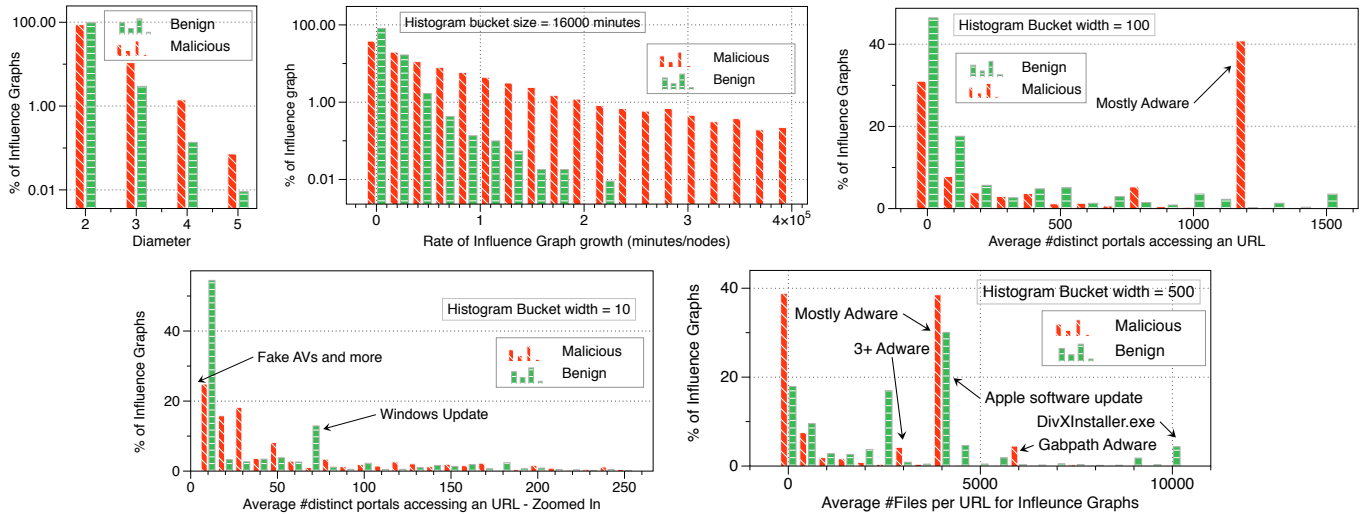 % of Influence Graphs
100.00
1.00
0.01
Benign
Malicious
2 3 4 5
Diameter
% of Influence graph
100.00
1.00
0.01
Histogram bucket size = 16000 minutes
Malicious
Benign
0 1 2 3 4×10⁵
Rate of Influence Graph growth (minutes/nodes)
% of Influence Graphs
40
20
0
Histogram Bucket width = 100
Benign
Malicious
Mostly Adware
0 500 1000 1500
Average #distinct portals accessing an URL
% of Influence Graphs
40
20
0
Histogram Bucket width = 10
Malicious
Benign
Fake AVs and more
Windows Update
0 50 100 150 200 250
Average #distinct portals accessing an URL - Zoomed In
% of Influence Graphs
40
20
0
Histogram Bucket width = 500
Malicious
Benign
Mostly Adware
3+ Adware
Apple software update
DivXInstaller.exe
Gabpath Adware
0 5000 10000
Average #Files per URL for Infleunce Graphs